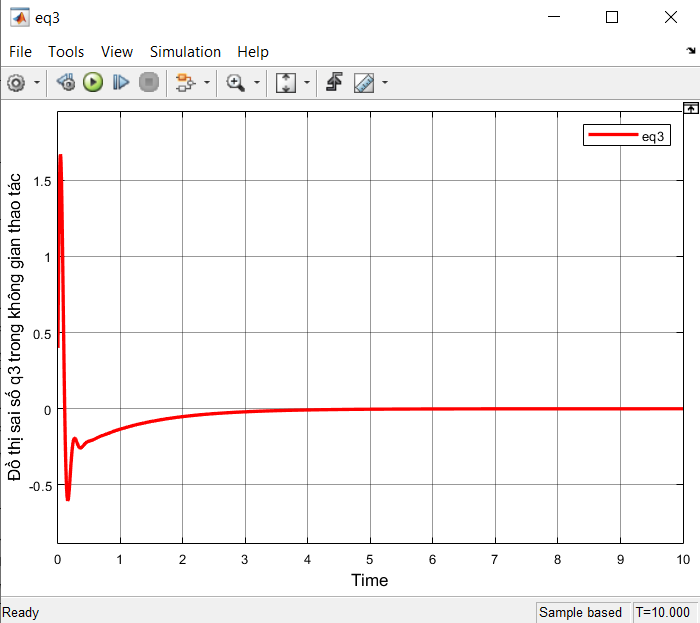 eq3
File Tools View Simulation Help
eq3
Đồ thị sai số q3 trong không gian thao tác
1.5
1
0.5
0
-0.5
0 1 2 3 4 5 6 7 8 9 10
Time
Ready
Sample based T=10.000